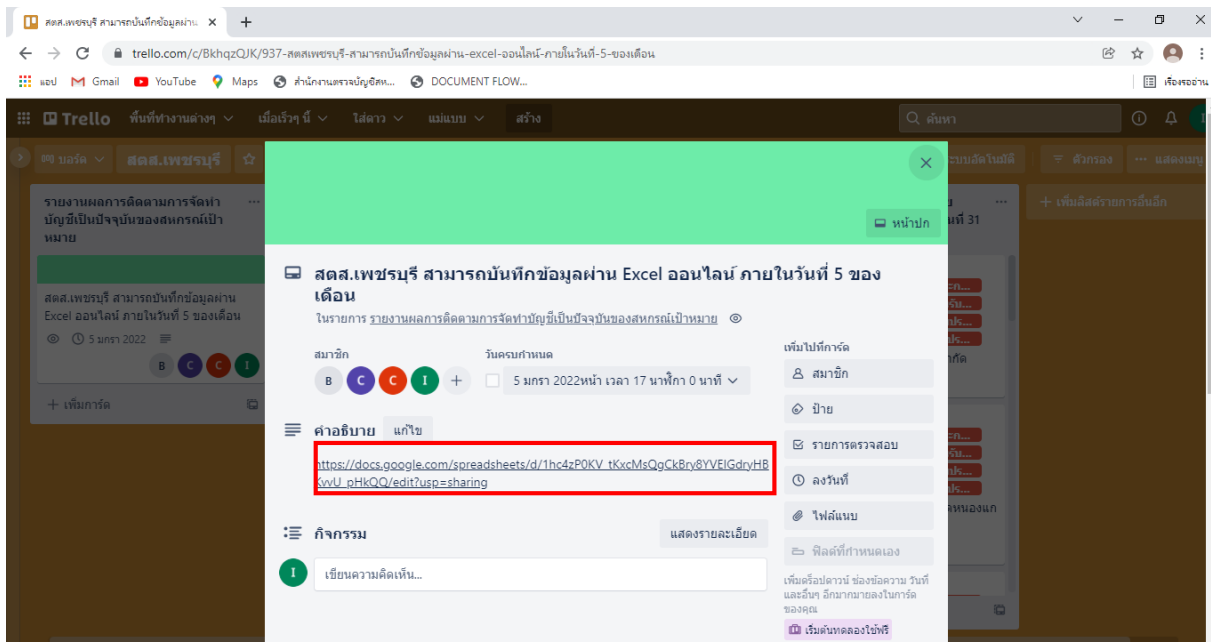 สตส.เพชรบุรี สามารถบันทึกข้อมูลผ่าน
trello.com/c/BkhqzQJK/937-สตสเพชรบุรี-สามารถบันทึกข้อมูลผ่าน-excel-ออนไลน์-ภายในวันที่-5-ของเดือน
แอป Gmail YouTube Maps สำนักงานตรวจบัญชีสห... DOCUMENT FLOW...
เรื่องรออ่าน
Trello พื้นที่ทำงานต่างๆ เมื่อเร็วๆ นี้ ใส่ดาว แม่แบบ สร้าง ค้นหา
บอร์ด สตส.เพชรบุรี ตัวกรอง ... แสดงเมนู
รายงานผลการติดตามการจัดทำ
บัญชีเป็นปัจจุบันของสหกรณ์เป้า
หมาย
สตส.เพชรบุรี สามารถบันทึกข้อมูลผ่าน
Excel ออนไลน์ ภายในวันที่ 5 ของเดือน
5 มกรา 2022
B C C I
+ เพิ่มการ์ด
หน้าปก
สตส.เพชรบุรี สามารถบันทึกข้อมูลผ่าน Excel ออนไลน์ ภายในวันที่ 5 ของ
เดือน
ในรายการ รายงานผลการติดตามการจัดทำบัญชีเป็นปัจจุบันของสหกรณ์เป้าหมาย
สมาชิก
B C C I +
วันครบกำหนด
5 มกรา 2022หน้า เวลา 17 นาฬิกา 0 นาที
คำอธิบาย แก้ไข
https://docs.google.com/spreadsheets/d/1hc4zP0KV_tKxcMsQgCkBry8YVEIGdryHB
KvvU_pHkQQ/edit?usp=sharing
กิจกรรม แสดงรายละเอียด
I เขียนความคิดเห็น...
เพิ่มไปที่การ์ด
สมาชิก
ป้าย
รายการตรวจสอบ
ลงวันที่
ไฟล์แนบ
ฟิลด์ที่กำหนดเอง
เพิ่มดร็อปดาวน์ ช่องข้อความ วันที่
และอื่นๆ อีกมากมายลงในการ์ด
ของคุณ
เริ่มต้นทดลองใช้ฟรี
+ เพิ่มลิสต์รายการอื่นอีก